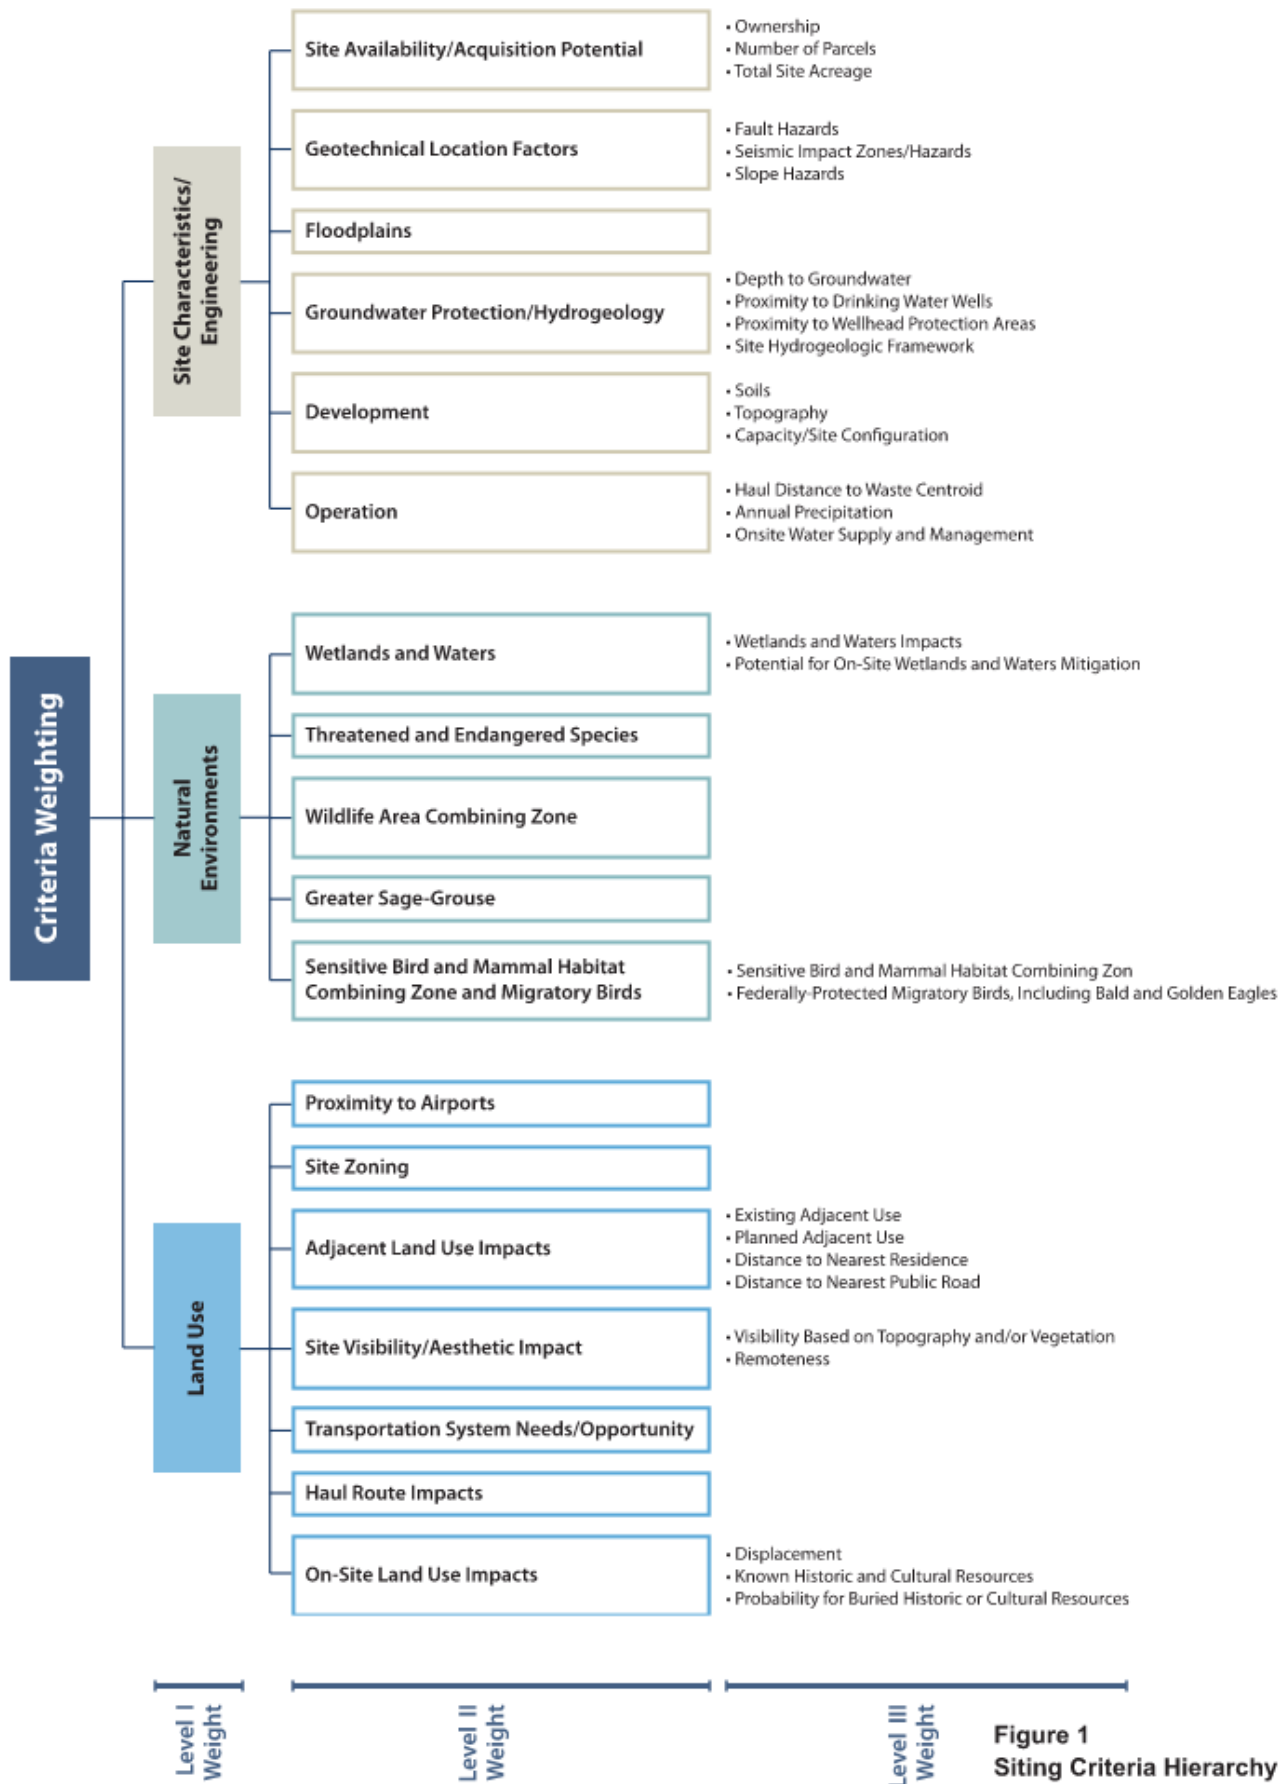 Criteria Weighting
Site Characteristics/
Engineering
Site Availability/Acquisition Potential
• Ownership
• Number of Parcels
• Total Site Acreage
Geotechnical Location Factors
• Fault Hazards
• Seismic Impact Zones/Hazards
• Slope Hazards
Floodplains
Groundwater Protection/Hydrogeology
• Depth to Groundwater
• Proximity to Drinking Water Wells
• Proximity to Wellhead Protection Areas
• Site Hydrogeologic Framework
Development
• Soils
• Topography
• Capacity/Site Configuration
Operation
• Haul Distance to Waste Centroid
• Annual Precipitation
• Onsite Water Supply and Management
Natural
Environments
Wetlands and Waters
• Wetlands and Waters Impacts
• Potential for On-Site Wetlands and Waters Mitigation
Threatened and Endangered Species
Wildlife Area Combining Zone
Greater Sage-Grouse
Sensitive Bird and Mammal Habitat
Combining Zone and Migratory Birds
• Sensitive Bird and Mammal Habitat Combining Zon
• Federally-Protected Migratory Birds, Including Bald and Golden Eagles
Land Use
Proximity to Airports
Site Zoning
Adjacent Land Use Impacts
• Existing Adjacent Use
• Planned Adjacent Use
• Distance to Nearest Residence
• Distance to Nearest Public Road
Site Visibility/Aesthetic Impact
• Visibility Based on Topography and/or Vegetation
• Remoteness
Transportation System Needs/Opportunity
Haul Route Impacts
On-Site Land Use Impacts
• Displacement
• Known Historic and Cultural Resources
• Probability for Buried Historic or Cultural Resources
Level I
Weight
Level II
Weight
Level III
Weight
Figure 1
Siting Criteria Hierarchy